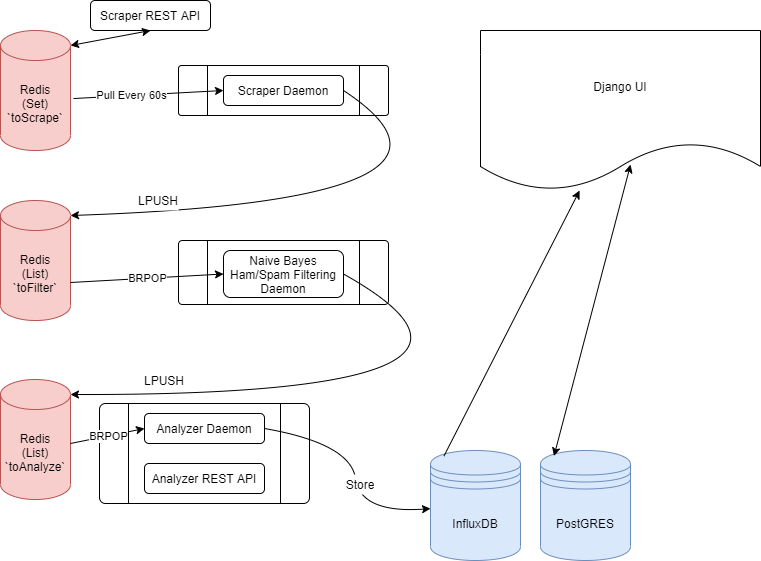 Scraper REST API
Redis
(Set)
`toScrape`
Pull Every 60s
Scraper Daemon
Django UI
LPUSH
Redis
(List)
`toFilter`
BRPOP
Naive Bayes
Ham/Spam Filtering
Daemon
LPUSH
Redis
(List)
`toAnalyze`
BRPOP
Analyzer Daemon
Analyzer REST API
Store
InfluxDB
PostGRES